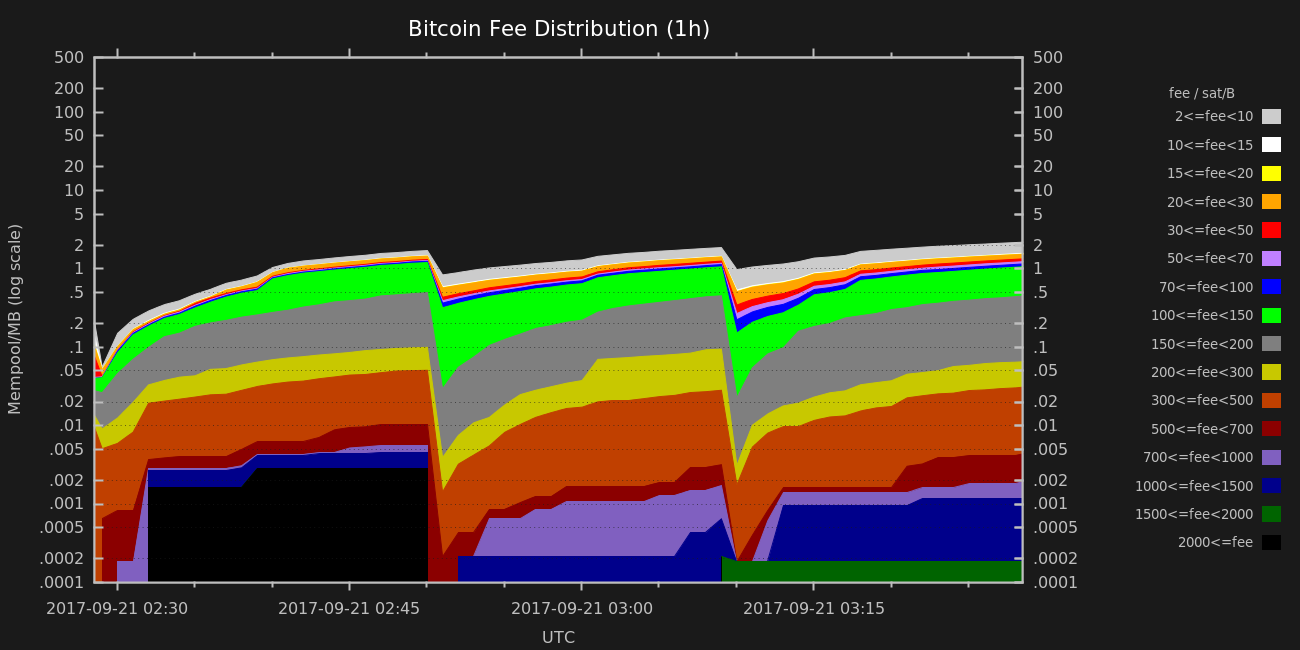 Bitcoin Fee Distribution (1h)
500 500
200 200
100 100
50 50
20 20
10 10
5 5
2 2
1 1
.5 .5
.2 .2
.1 .1
.05 .05
.02 .02
.01 .01
.005 .005
.002 .002
.001 .001
.0005 .0005
.0002 .0002
.0001 .0001
Mempool/MB (log scale)
2017-09-21 02:30 2017-09-21 02:45 2017-09-21 03:00 2017-09-21 03:15
UTC
fee / sat/B
2<=fee<10
10<=fee<15
15<=fee<20
20<=fee<30
30<=fee<50
50<=fee<70
70<=fee<100
100<=fee<150
150<=fee<200
200<=fee<300
300<=fee<500
500<=fee<700
700<=fee<1000
1000<=fee<1500
1500<=fee<2000
2000<=fee